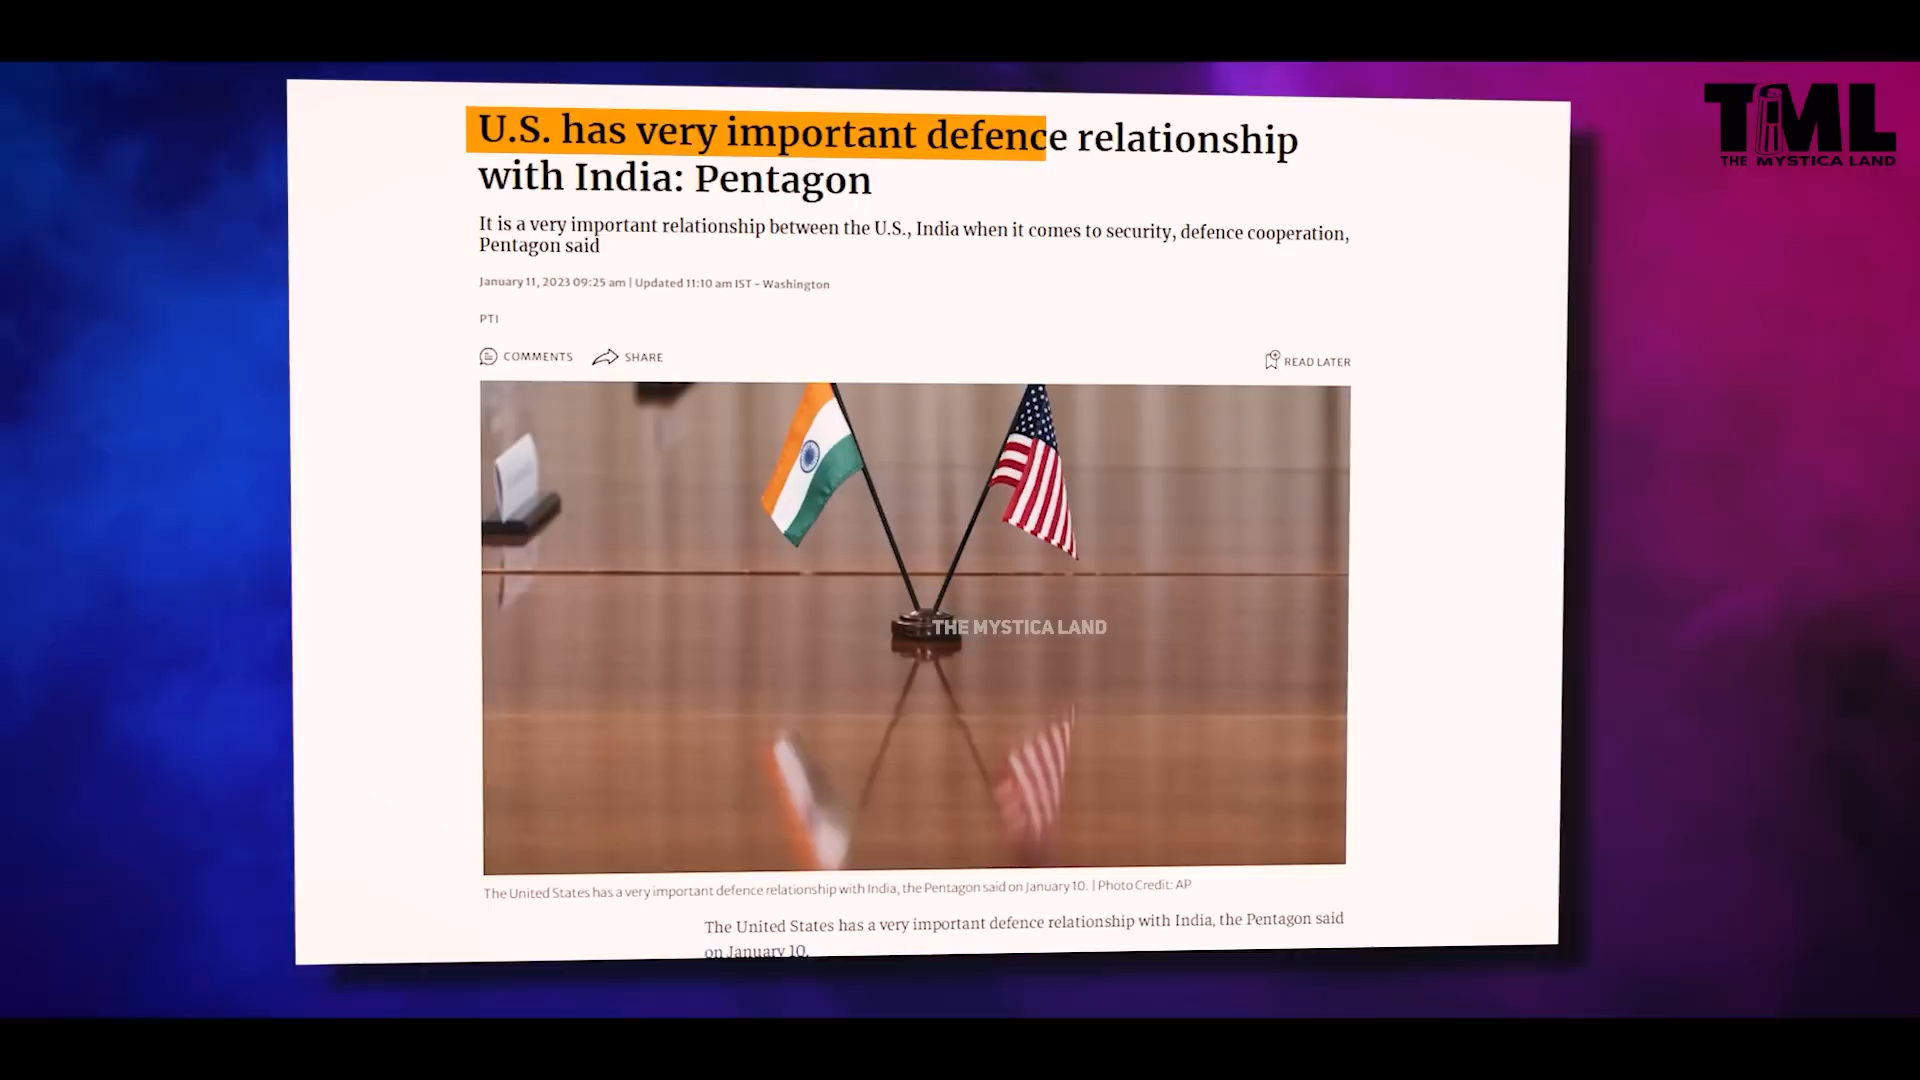 TML
THE MYSTICA LAND
U.S. has very important defence relationship
with India: Pentagon
It is a very important relationship between the U.S., India when it comes to security, defence cooperation,
Pentagon said
January 11, 2023 09:25 am | Updated 11:10 am IST - Washington
PTI
COMMENTS SHARE READ LATER
THE MYSTICA LAND
The United States has a very important defence relationship with India, the Pentagon said on January 10. | Photo Credit: AP
The United States has a very important defence relationship with India, the Pentagon said
on January 10.